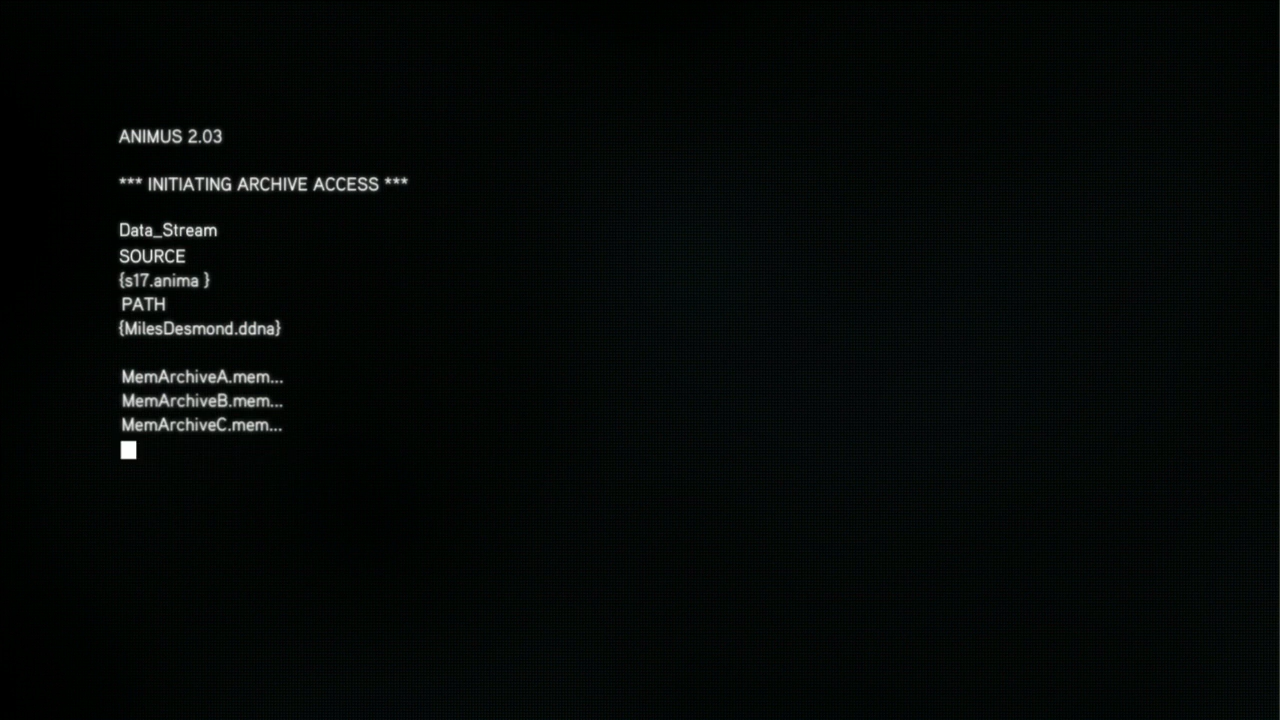 ANIMUS 2.03
*** INITIATING ARCHIVE ACCESS ***
Data_Stream
SOURCE
{s17.anima }
PATH
{MilesDesmond.ddna}
MemArchiveA.mem...
MemArchiveB.mem...
MemArchiveC.mem...